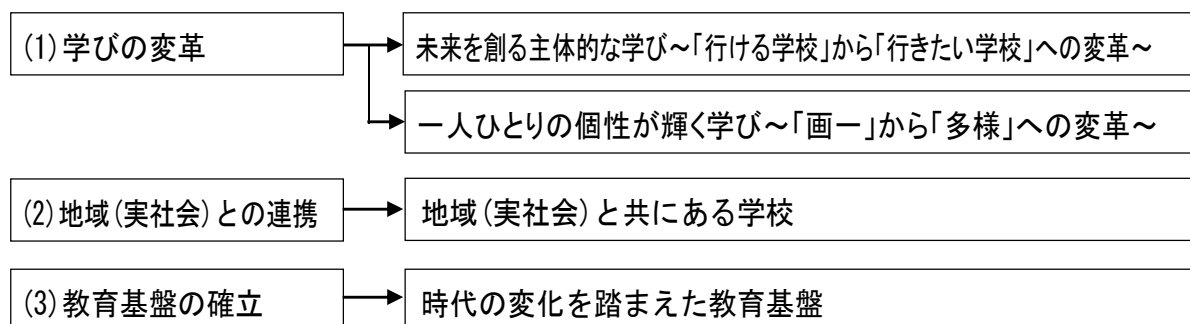 (1)学びの変革
未来を創る主体的な学び～「行ける学校」から「行きたい学校」への変革～
一人ひとりの個性が輝く学び～「画一」から「多様」への変革～
(2)地域(実社会)との連携
地域(実社会)と共にある学校
(3)教育基盤の確立
時代の変化を踏まえた教育基盤